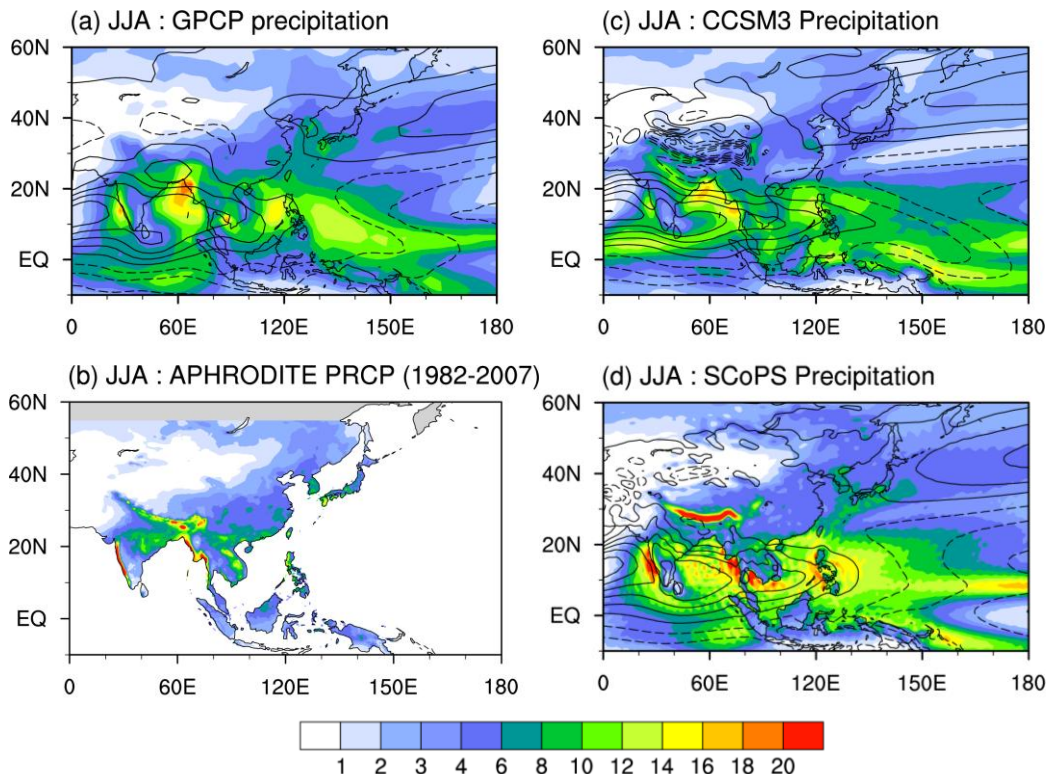 (a) JJA : GPCP precipitation
60N
40N
20N
EQ
0 60E 120E 150E 180
(c) JJA : CCSM3 Precipitation
60N
40N
20N
EQ
0 60E 120E 150E 180
(b) JJA : APHRODITE PRCP (1982-2007)
60N
40N
20N
EQ
0 60E 120E 150E 180
(d) JJA : SCoPS Precipitation
60N
40N
20N
EQ
0 60E 120E 150E 180
1 2 3 4 6 8 10 12 14 16 18 20